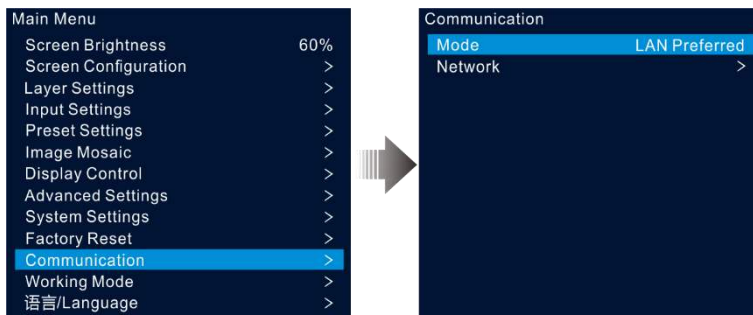 Main Menu
Screen Brightness 60%
Screen Configuration >
Layer Settings >
Input Settings >
Preset Settings >
Image Mosaic >
Display Control >
Advanced Settings >
System Settings >
Factory Reset >
Communication >
Working Mode >
语言/Language >
Communication
Mode LAN Preferred
Network >